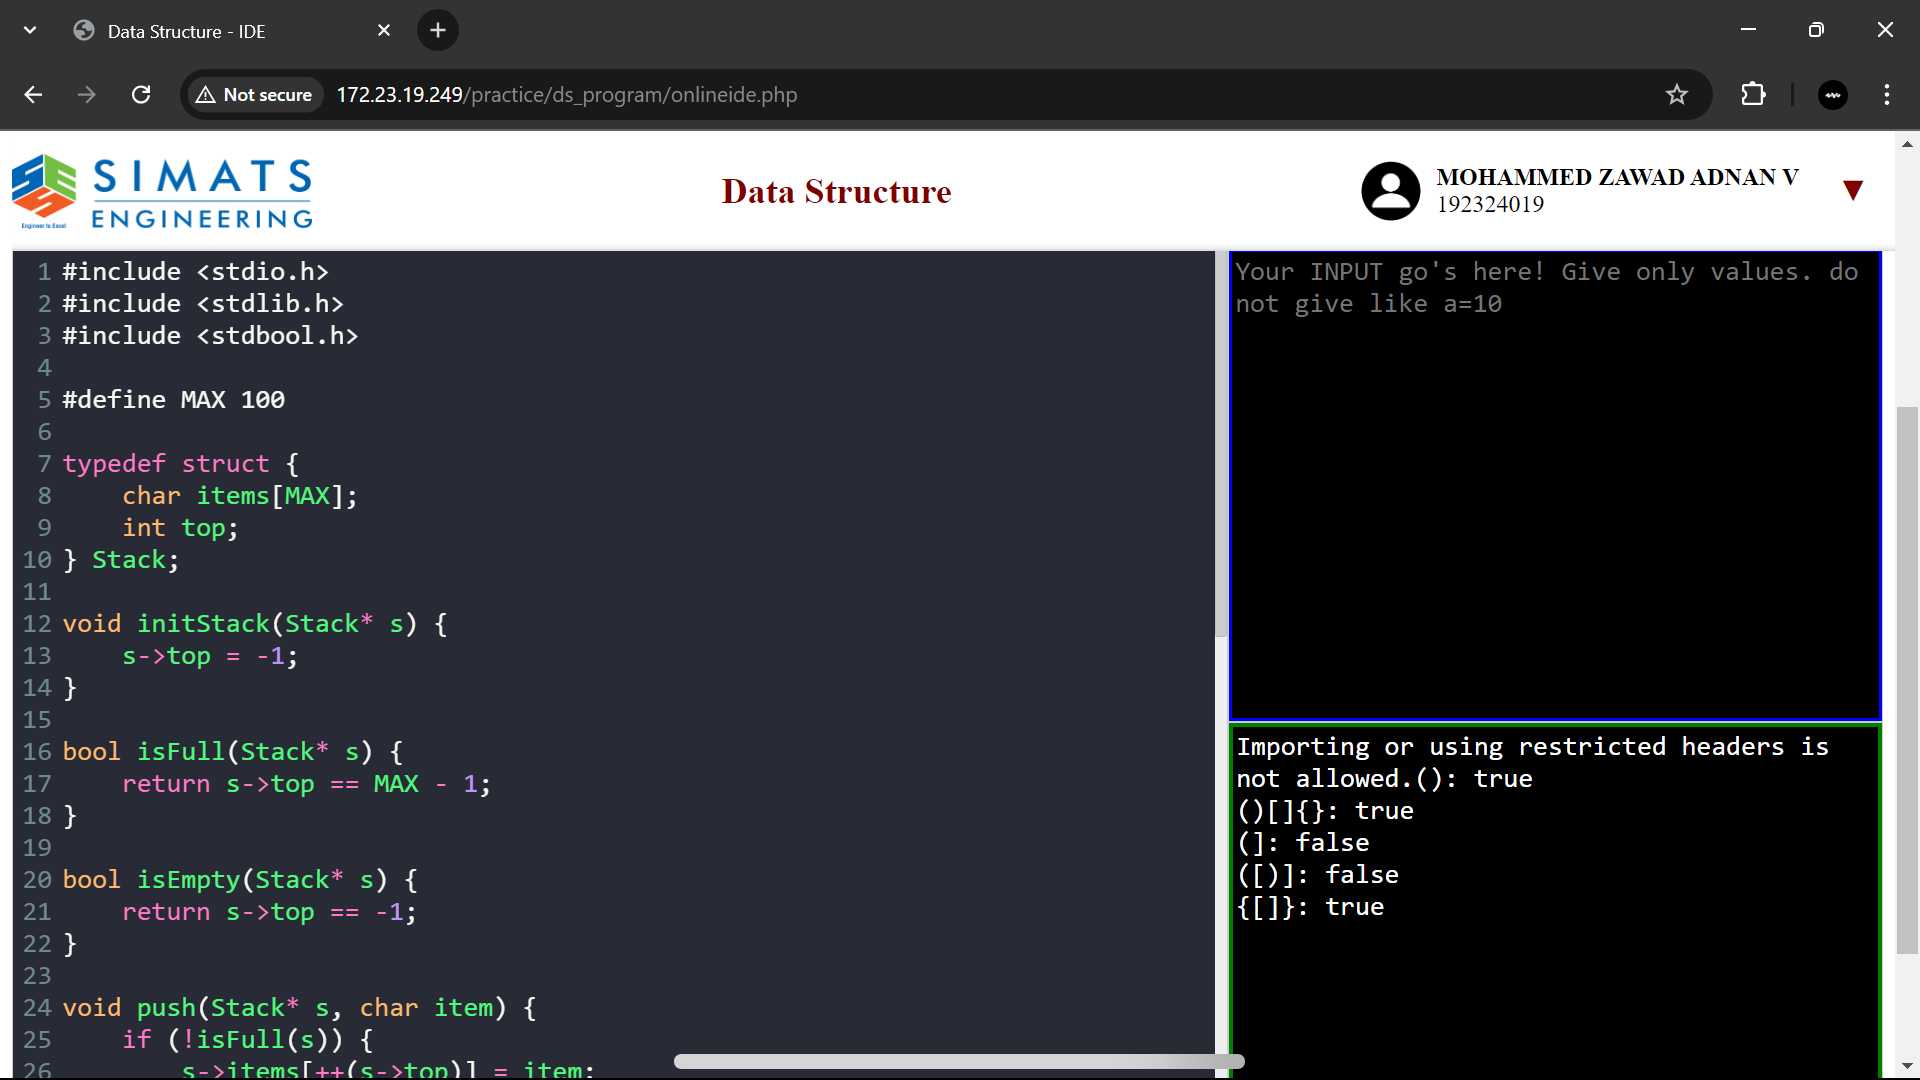 Data Structure - IDE
Not secure 172.23.19.249/practice/ds_program/onlineide.php
SIMATS
ENGINEERING
Engineer to Excel
Data Structure
MOHAMMED ZAWAD ADNAN V
192324019
1 #include <stdio.h>
2 #include <stdlib.h>
3 #include <stdbool.h>
4
5 #define MAX 100
6
7 typedef struct {
8     char items[MAX];
9     int top;
10 } Stack;
11
12 void initStack(Stack* s) {
13     s->top = -1;
14 }
15
16 bool isFull(Stack* s) {
17     return s->top == MAX - 1;
18 }
19
20 bool isEmpty(Stack* s) {
21     return s->top == -1;
22 }
23
24 void push(Stack* s, char item) {
25     if (!isFull(s)) {
26         s->items[++(s->top)] = item;
Your INPUT go's here! Give only values. do
not give like a=10
Importing or using restricted headers is
not allowed.(): true
()[]{}: true
(]: false
([)]: false
{[]}: true